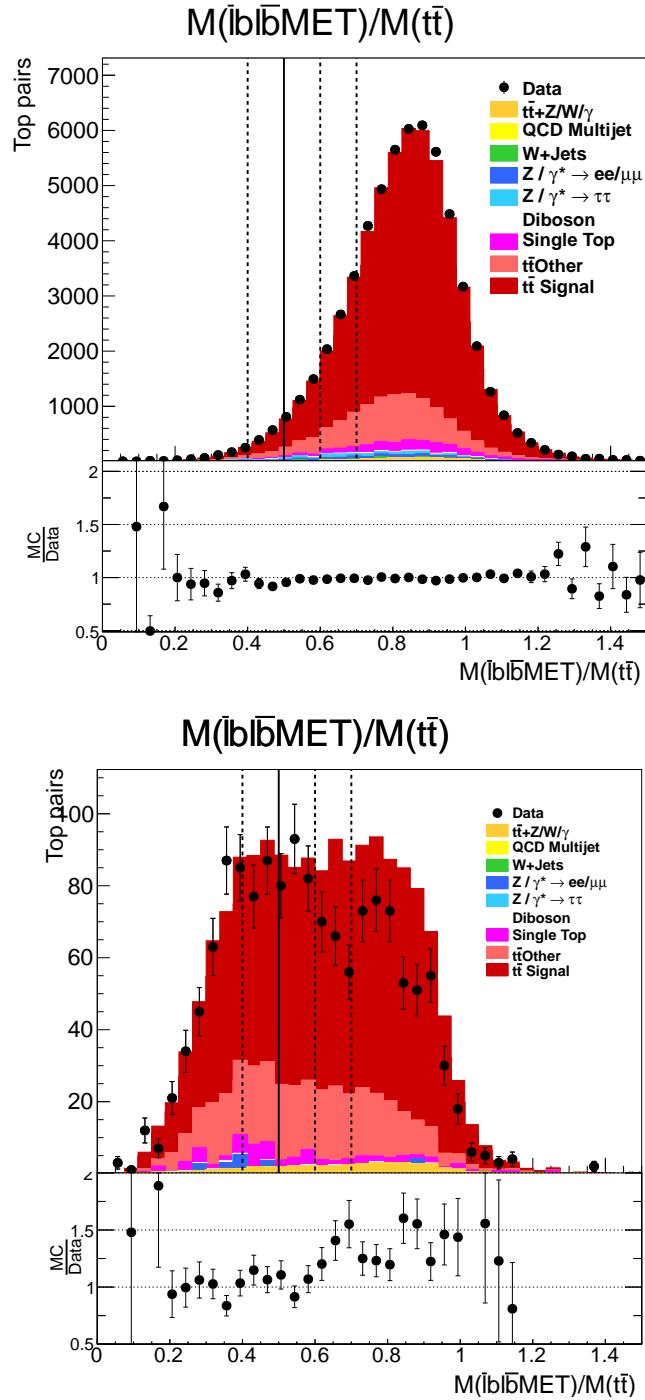 M(l̄blb̄MET)/M(tt̄)
Top pairs
7000
6000
5000
4000
3000
2000
1000
Data
tt̄+Z/W/γ
QCD Multijet
W+Jets
Z / γ* → ee/μμ
Z / γ* → ττ
Diboson
Single Top
tt̄Other
tt̄ Signal
MC
Data
2
1.5
1
0.5
0 0.2 0.4 0.6 0.8 1 1.2 1.4
M(l̄blb̄MET)/M(tt̄)
M(l̄blb̄MET)/M(tt̄)
Top pairs
100
80
60
40
20
Data
tt̄+Z/W/γ
QCD Multijet
W+Jets
Z / γ* → ee/μμ
Z / γ* → ττ
Diboson
Single Top
tt̄Other
tt̄ Signal
MC
Data
2
1.5
1
0.5
0 0.2 0.4 0.6 0.8 1 1.2 1.4
M(l̄blb̄MET)/M(tt̄)